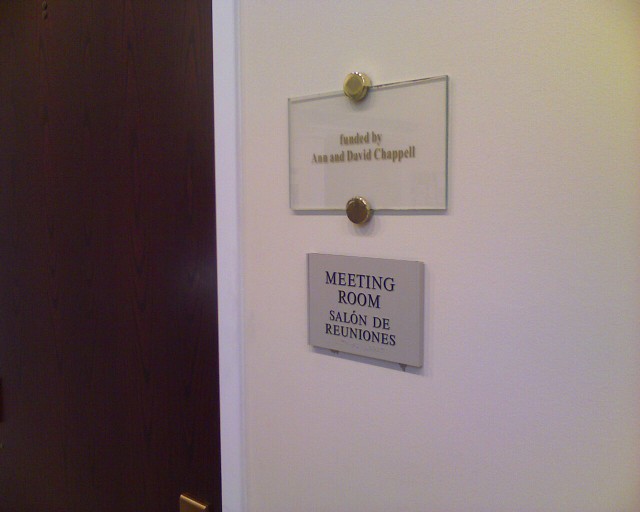 funded by
Ann and David Chappell
MEETING
ROOM
SALÓN DE
REUNIONES